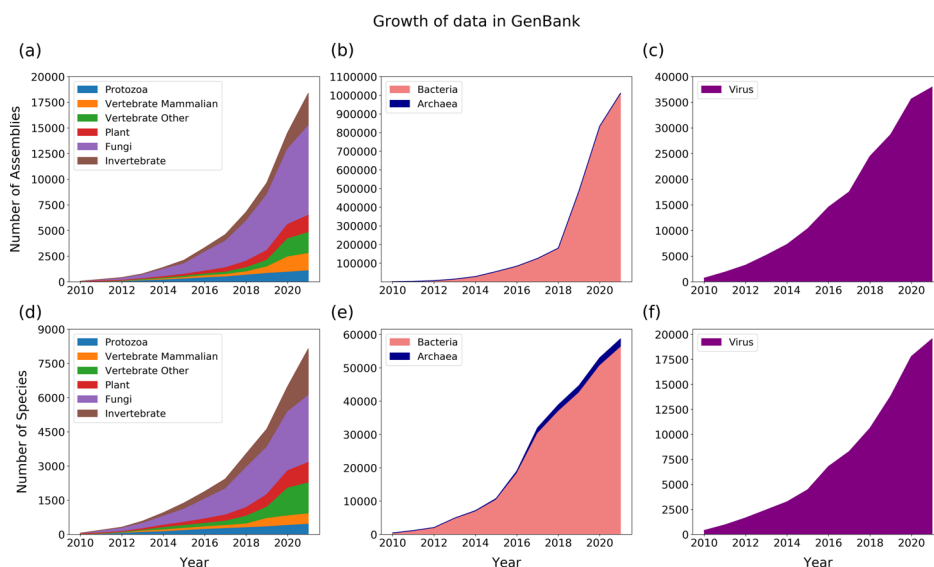 Growth of data in GenBank
(a)
(b)
(c)
Number of Assemblies
20000
17500
15000
12500
10000
7500
5000
2500
0
Protozoa
Vertebrate Mammalian
Vertebrate Other
Plant
Fungi
Invertebrate
2010 2012 2014 2016 2018 2020
1100000
1000000
900000
800000
700000
600000
500000
400000
300000
200000
100000
Bacteria
Archaea
2010 2012 2014 2016 2018 2020
40000
35000
30000
25000
20000
15000
10000
5000
0
Virus
2010 2012 2014 2016 2018 2020
(d)
(e)
(f)
Number of Species
9000
7500
6000
4500
3000
1500
0
Protozoa
Vertebrate Mammalian
Vertebrate Other
Plant
Fungi
Invertebrate
2010 2012 2014 2016 2018 2020
Year
60000
50000
40000
30000
20000
10000
0
Bacteria
Archaea
2010 2012 2014 2016 2018 2020
Year
20000
17500
15000
12500
10000
7500
5000
2500
0
Virus
2010 2012 2014 2016 2018 2020
Year